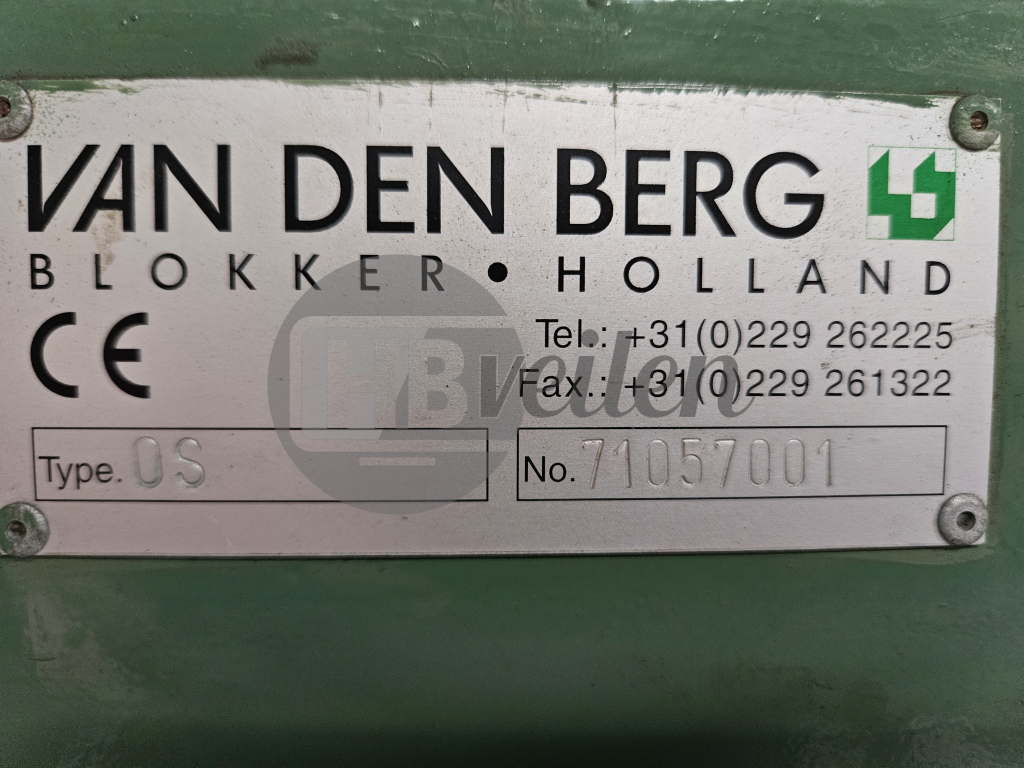 VAN DEN BERG
BLOKKER • HOLLAND
CE
Tel.: +31(0)229 262225
Fax.: +31(0)229 261322
HBveilen
Type. OS
No. 71057001